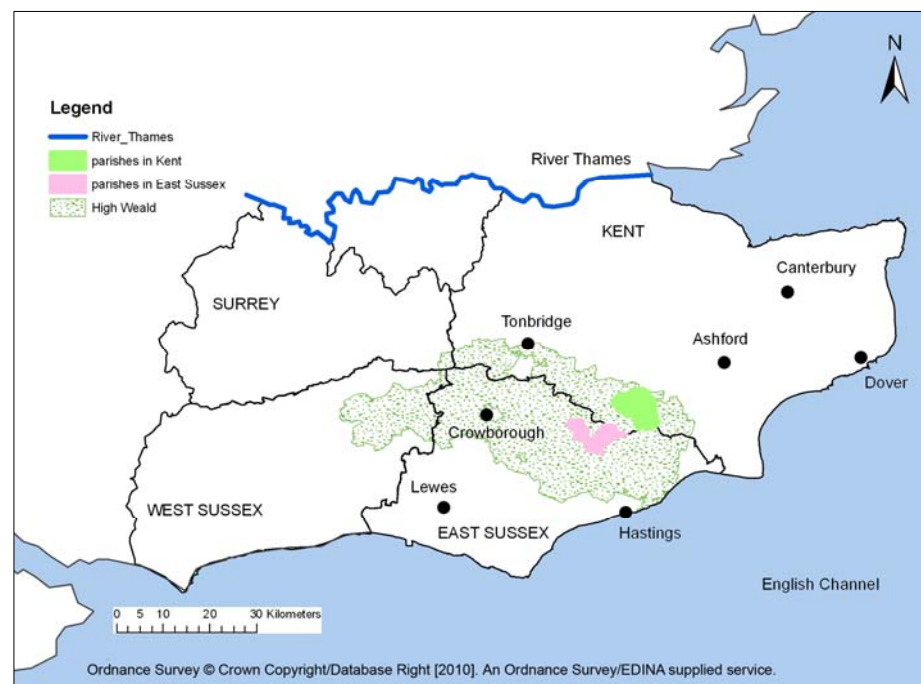 N
Legend
River_Thames
parishes in Kent
parishes in East Sussex
High Weald
River Thames
KENT
Canterbury
SURREY
Tonbridge
Ashford
Dover
Crowborough
Lewes
WEST SUSSEX
EAST SUSSEX
Hastings
English Channel
0 5 10 20 30 Kilometers
Ordnance Survey © Crown Copyright/Database Right [2010]. An Ordnance Survey/EDINA supplied service.